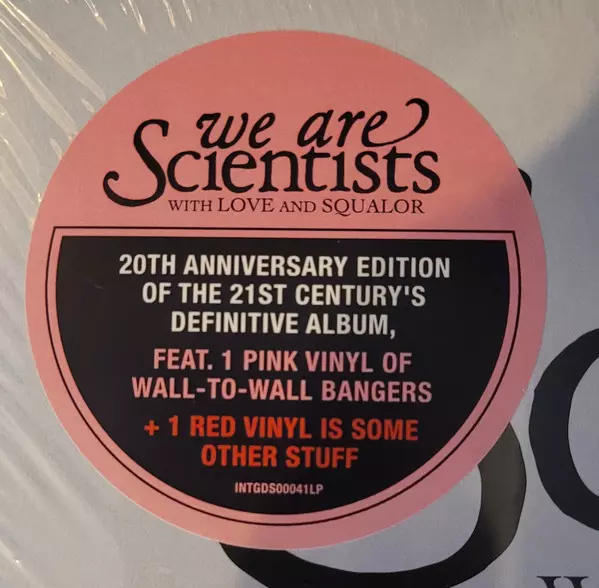 we are
Scientists
WITH LOVE AND SQUALOR
20TH ANNIVERSARY EDITION
OF THE 21ST CENTURY'S
DEFINITIVE ALBUM,
FEAT. 1 PINK VINYL OF
WALL-TO-WALL BANGERS
+ 1 RED VINYL IS SOME
OTHER STUFF
INTGDS00041LP